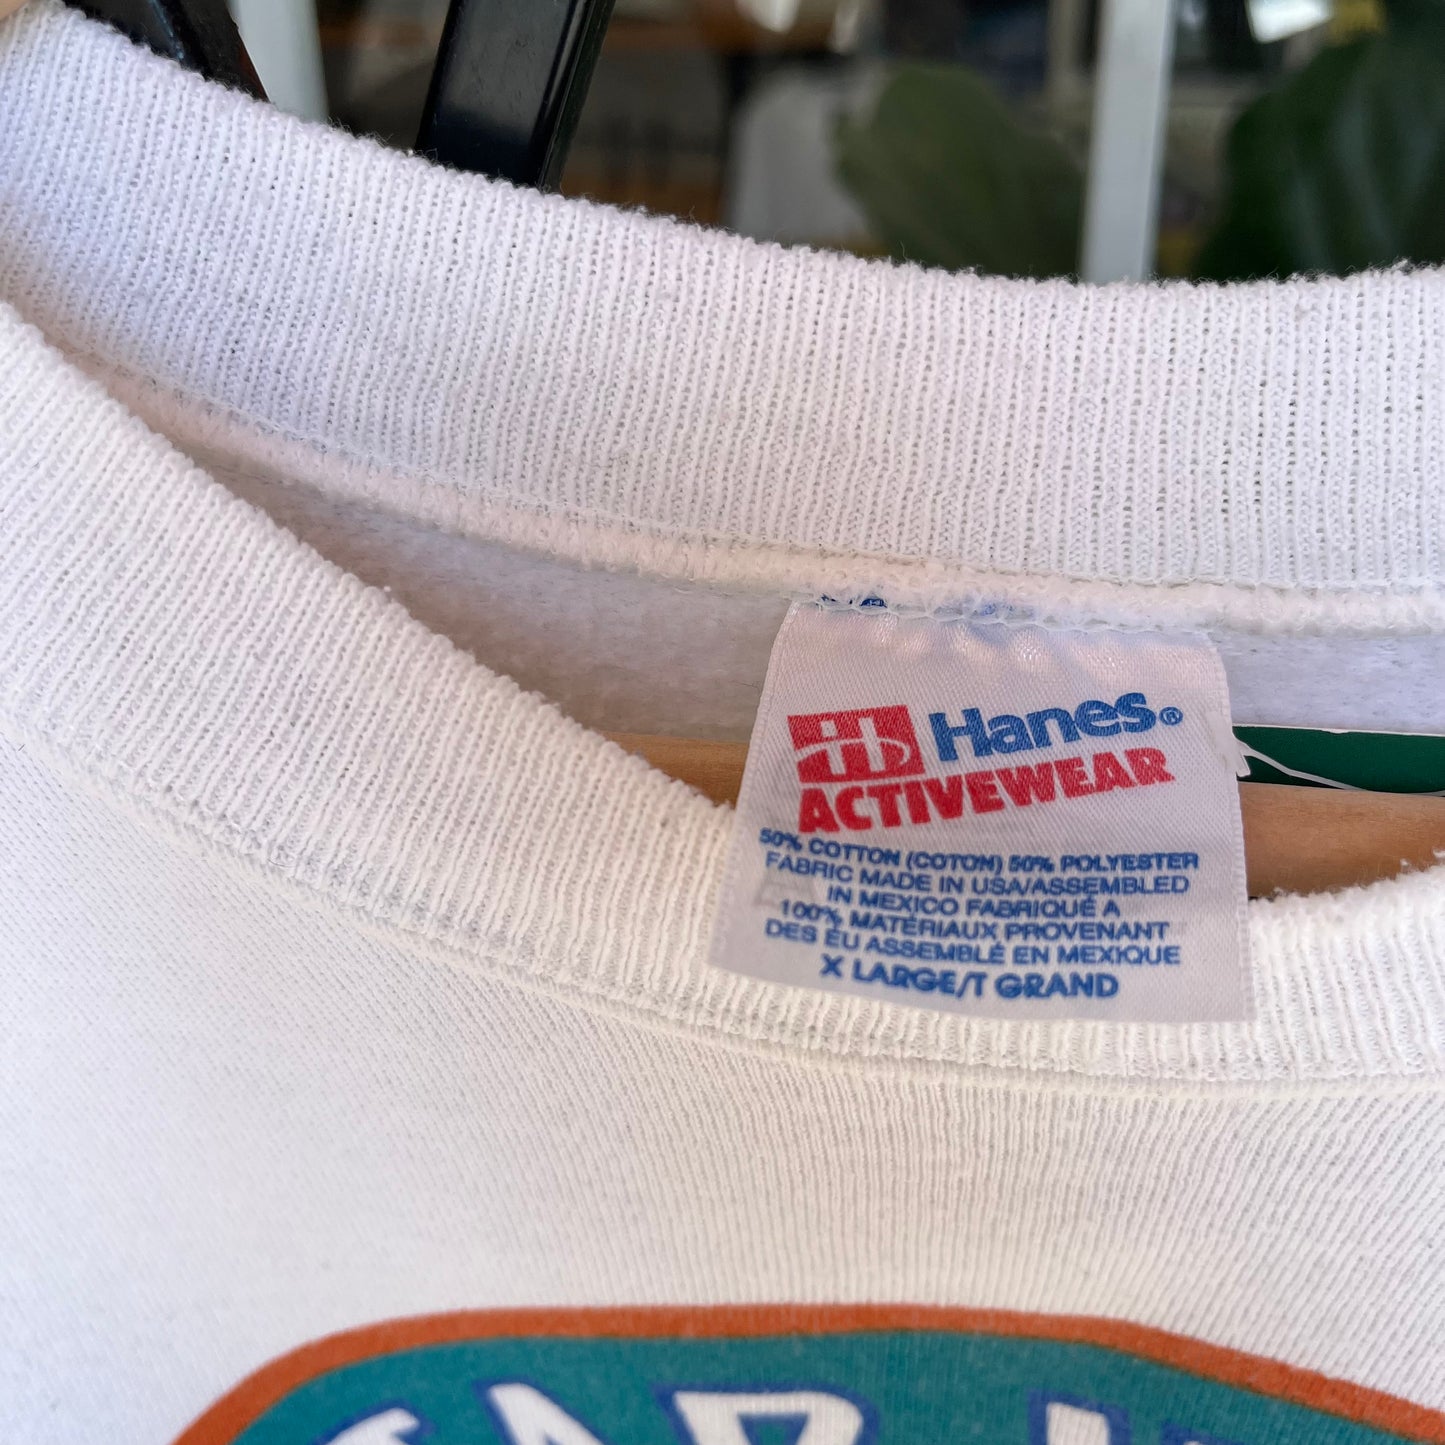 Hanes®
ACTIVEWEAR
50% COTTON (COTON) 50% POLYESTER
FABRIC MADE IN USA/ASSEMBLED
IN MEXICO FABRIQUÉ A
100% MATÉRIAUX PROVENANT
DES ÉU ASSEMBLÉ EN MEXIQUE
X LARGE/T GRAND